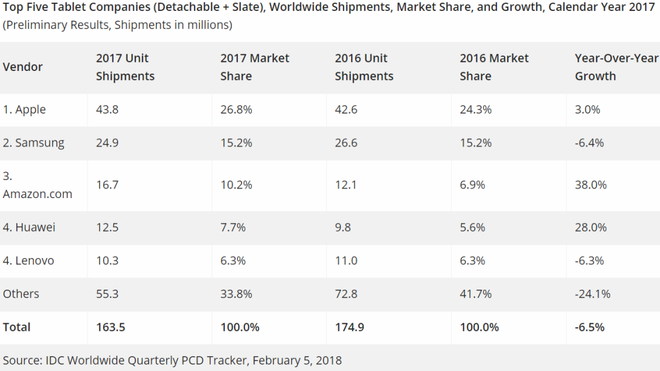 Top Five Tablet Companies (Detachable + Slate), Worldwide Shipments, Market Share, and Growth, Calendar Year 2017
(Preliminary Results, Shipments in millions)
Vendor 2017 Unit Shipments 2017 Market Share 2016 Unit Shipments 2016 Market Share Year-Over-Year Growth
1. Apple 43.8 26.8% 42.6 24.3% 3.0%
2. Samsung 24.9 15.2% 26.6 15.2% -6.4%
3. Amazon.com 16.7 10.2% 12.1 6.9% 38.0%
4. Huawei 12.5 7.7% 9.8 5.6% 28.0%
4. Lenovo 10.3 6.3% 11.0 6.3% -6.3%
Others 55.3 33.8% 72.8 41.7% -24.1%
Total 163.5 100.0% 174.9 100.0% -6.5%
Source: IDC Worldwide Quarterly PCD Tracker, February 5, 2018